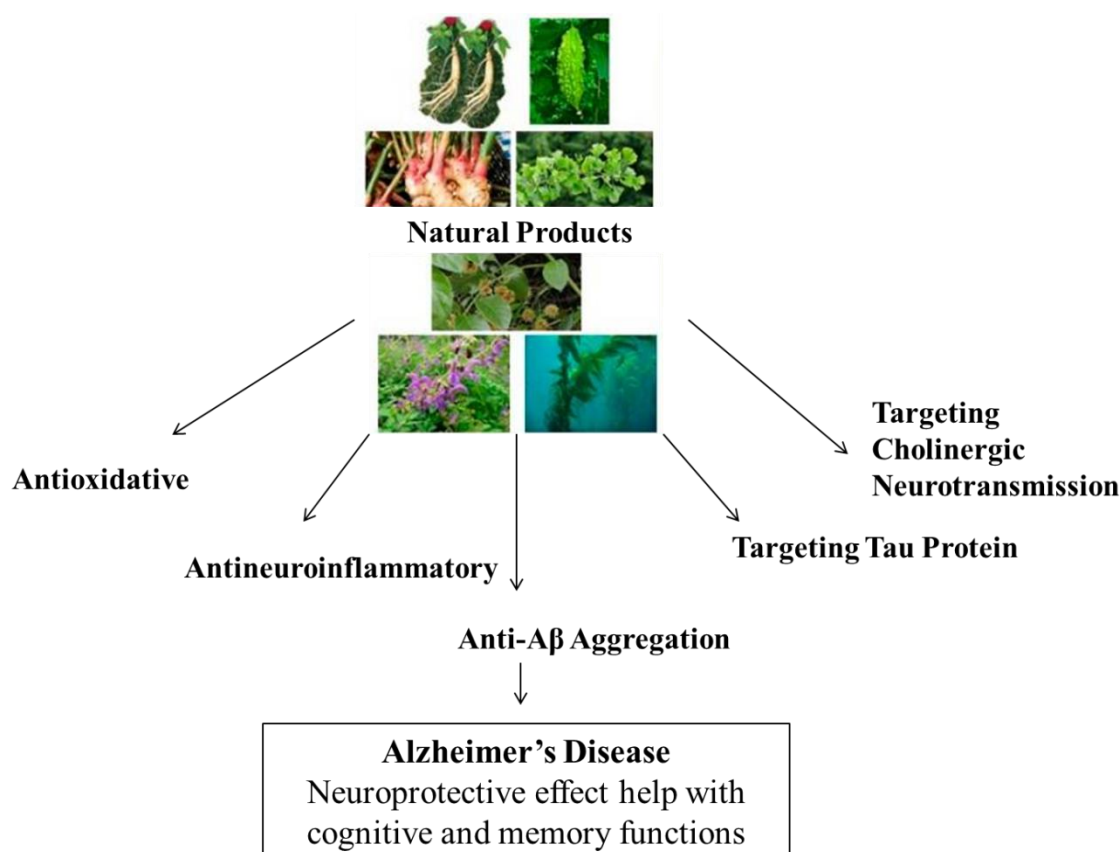 Natural Products
Targeting
Cholinergic
Neurotransmission
Antioxidative
Targeting Tau Protein
Antineuroinflammatory
Anti-Aβ Aggregation
Alzheimer’s Disease
Neuroprotective effect help with
cognitive and memory functions